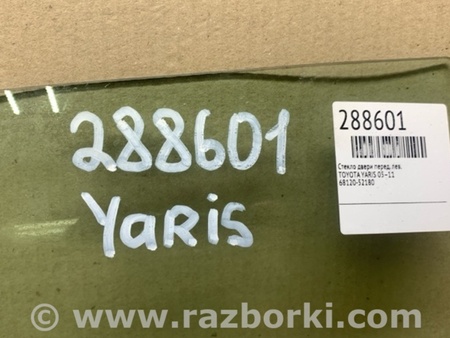 288601
Yaris
288601
Стекло двери перед. лев.
TOYOTA YARIS 05-11
68120-52180
© www.razborki.com